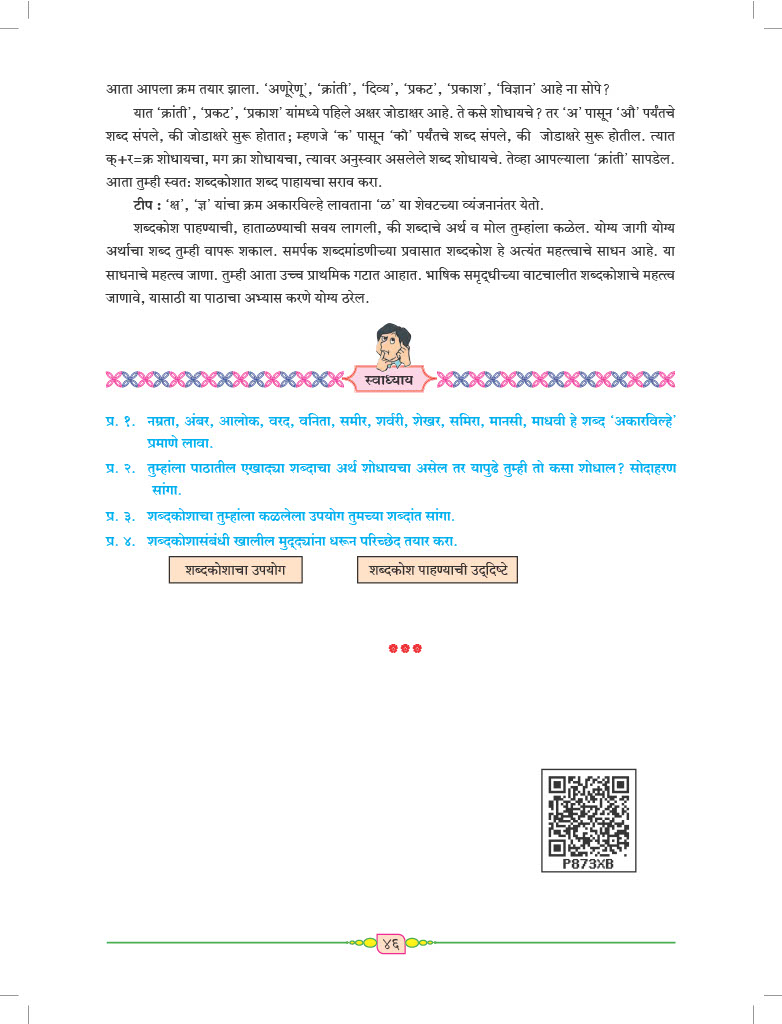 आता आपला क्रम तयार झाला. ‘अणूरेणू’, ‘क्रांती’, ‘दिव्य’, ‘प्रकट’, ‘प्रकाश’, ‘विज्ञान’ आहे ना सोपे?
यात ‘क्रांती’, ‘प्रकट’, ‘प्रकाश’ यांमध्ये पहिले अक्षर जोडाक्षर आहे. ते कसे शोधायचे? तर ‘अ’ पासून ‘औ’ पर्यंतचे
शब्द संपले, की जोडाक्षरे सुरू होतात; म्हणजे ‘क’ पासून ‘कौ’ पर्यंतचे शब्द संपले, की जोडाक्षरे सुरू होतील. त्यात
क्+र=क्र शोधायचा, मग क्रा शोधायचा, त्यावर अनुस्वार असलेले शब्द शोधायचे. तेव्हा आपल्याला ‘क्रांती’ सापडेल.
आता तुम्ही स्वतः शब्दकोशात शब्द पाहायचा सराव करा.
टीप : ‘क्ष’, ‘ज्ञ’ यांचा क्रम अकारविल्हे लावताना ‘ळ’ या शेवटच्या व्यंजनानंतर येतो.
शब्दकोश पाहण्याची, हाताळण्याची सवय लागली, की शब्दाचे अर्थ व मोल तुम्हांला कळेल. योग्य जागी योग्य
अर्थाचा शब्द तुम्ही वापरू शकाल. समर्पक शब्दमांडणीच्या प्रवासात शब्दकोश हे अत्यंत महत्त्वाचे साधन आहे. या
साधनाचे महत्त्व जाणा. तुम्ही आता उच्च प्राथमिक गटात आहात. भाषिक समृद्धीच्या वाटचालीत शब्दकोशाचे महत्त्व
जाणावे, यासाठी या पाठाचा अभ्यास करणे योग्य ठरेल.
स्वाध्याय
प्र. १. नम्रता, अंबर, आलोक, वरद, वनिता, समीर, शर्वरी, शेखर, समिरा, मानसी, माधवी हे शब्द ‘अकारविल्हे’
प्रमाणे लावा.
प्र. २. तुम्हांला पाठातील एखाद्या शब्दाचा अर्थ शोधायचा असेल तर यापुढे तुम्ही तो कसा शोधाल? सोदाहरण
सांगा.
प्र. ३. शब्दकोशाचा तुम्हांला कळलेला उपयोग तुमच्या शब्दांत सांगा.
प्र. ४. शब्दकोशासंबंधी खालील मुद्द्यांना धरून परिच्छेद तयार करा.
शब्दकोशाचा उपयोग
शब्दकोश पाहण्याची उद्दिष्टे
P873XB
४६